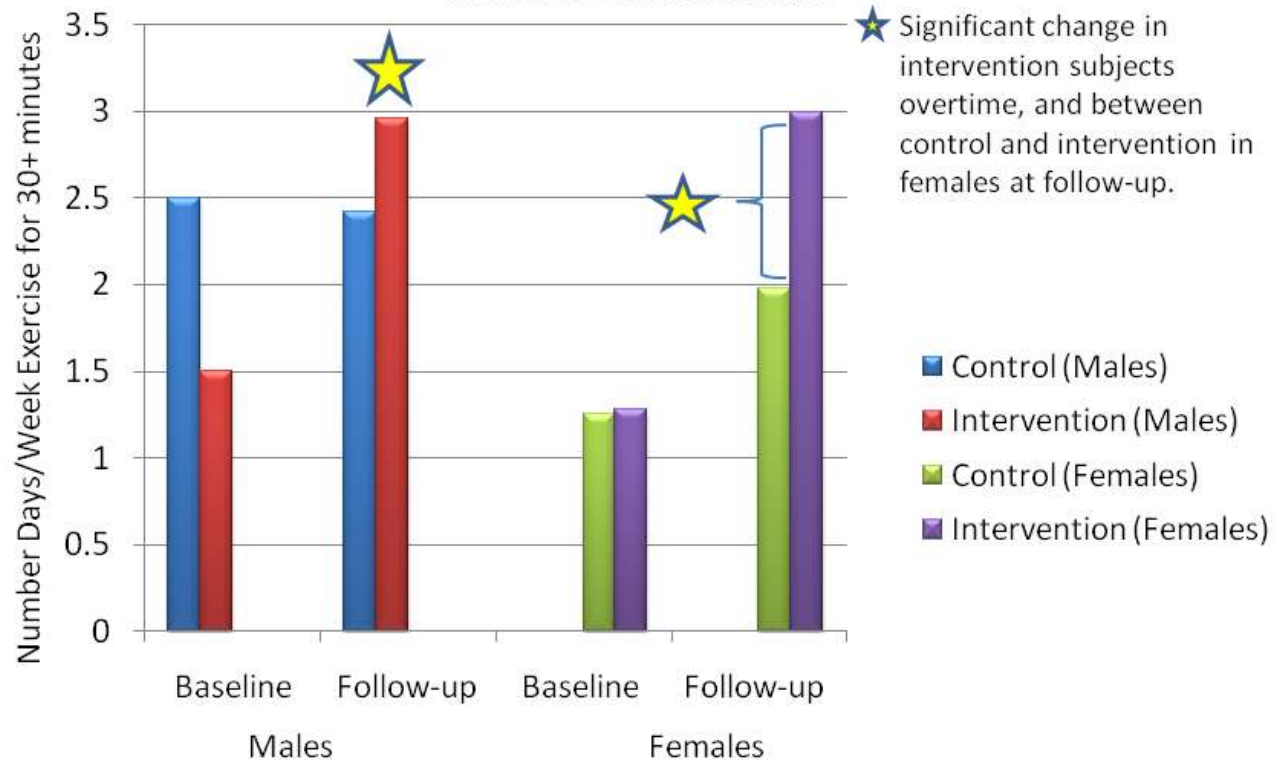 Number Days/Week Exercise for 30+ minutes
3.5
3
2.5
2
1.5
1
0.5
0
Baseline
Follow-up
Baseline
Follow-up
Males
Females
Significant change in
intervention subjects
overtime, and between
control and intervention in
females at follow-up.
Control (Males)
Intervention (Males)
Control (Females)
Intervention (Females)